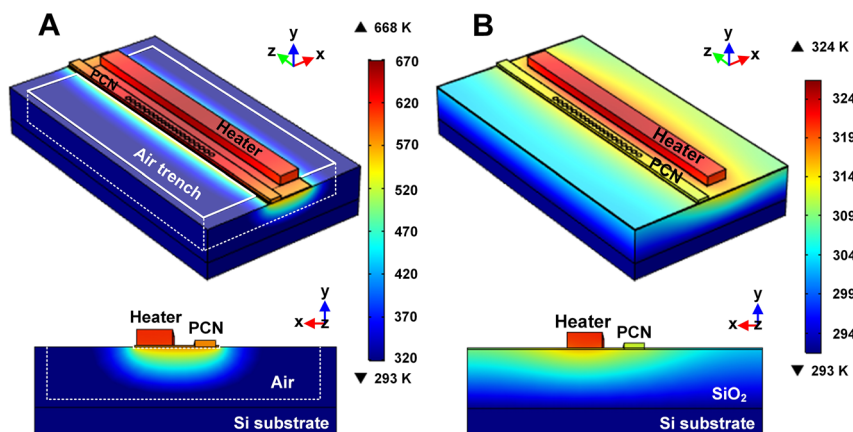 A
y
z
x
▲ 668 K
670
620
570
520
470
420
370
320
▼ 293 K
PCN
Heater
Air trench
y
x
z
Heater
PCN
Air
Si substrate
B
y
z
x
▲ 324 K
324
319
314
309
304
299
294
▼ 293 K
Heater
PCN
y
x
z
Heater
PCN
SiO₂
Si substrate